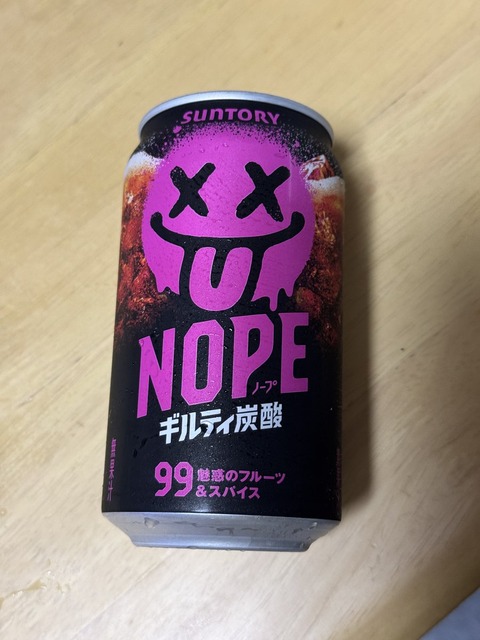 SUNTORY
NOPE
ノープ
ギルティ炭酸
99 魅惑のフルーツ
&スパイス